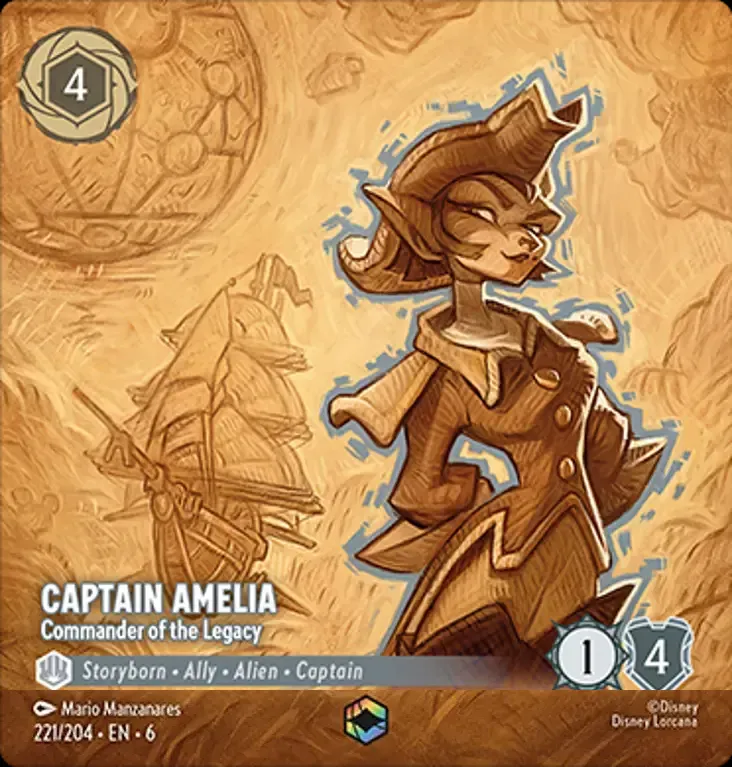 4
CAPTAIN AMELIA
Commander of the Legacy
Storyborn • Ally • Alien • Captain
1 4
Mario Manzanares
221/204 • EN • 6
©Disney
Disney Lorcana